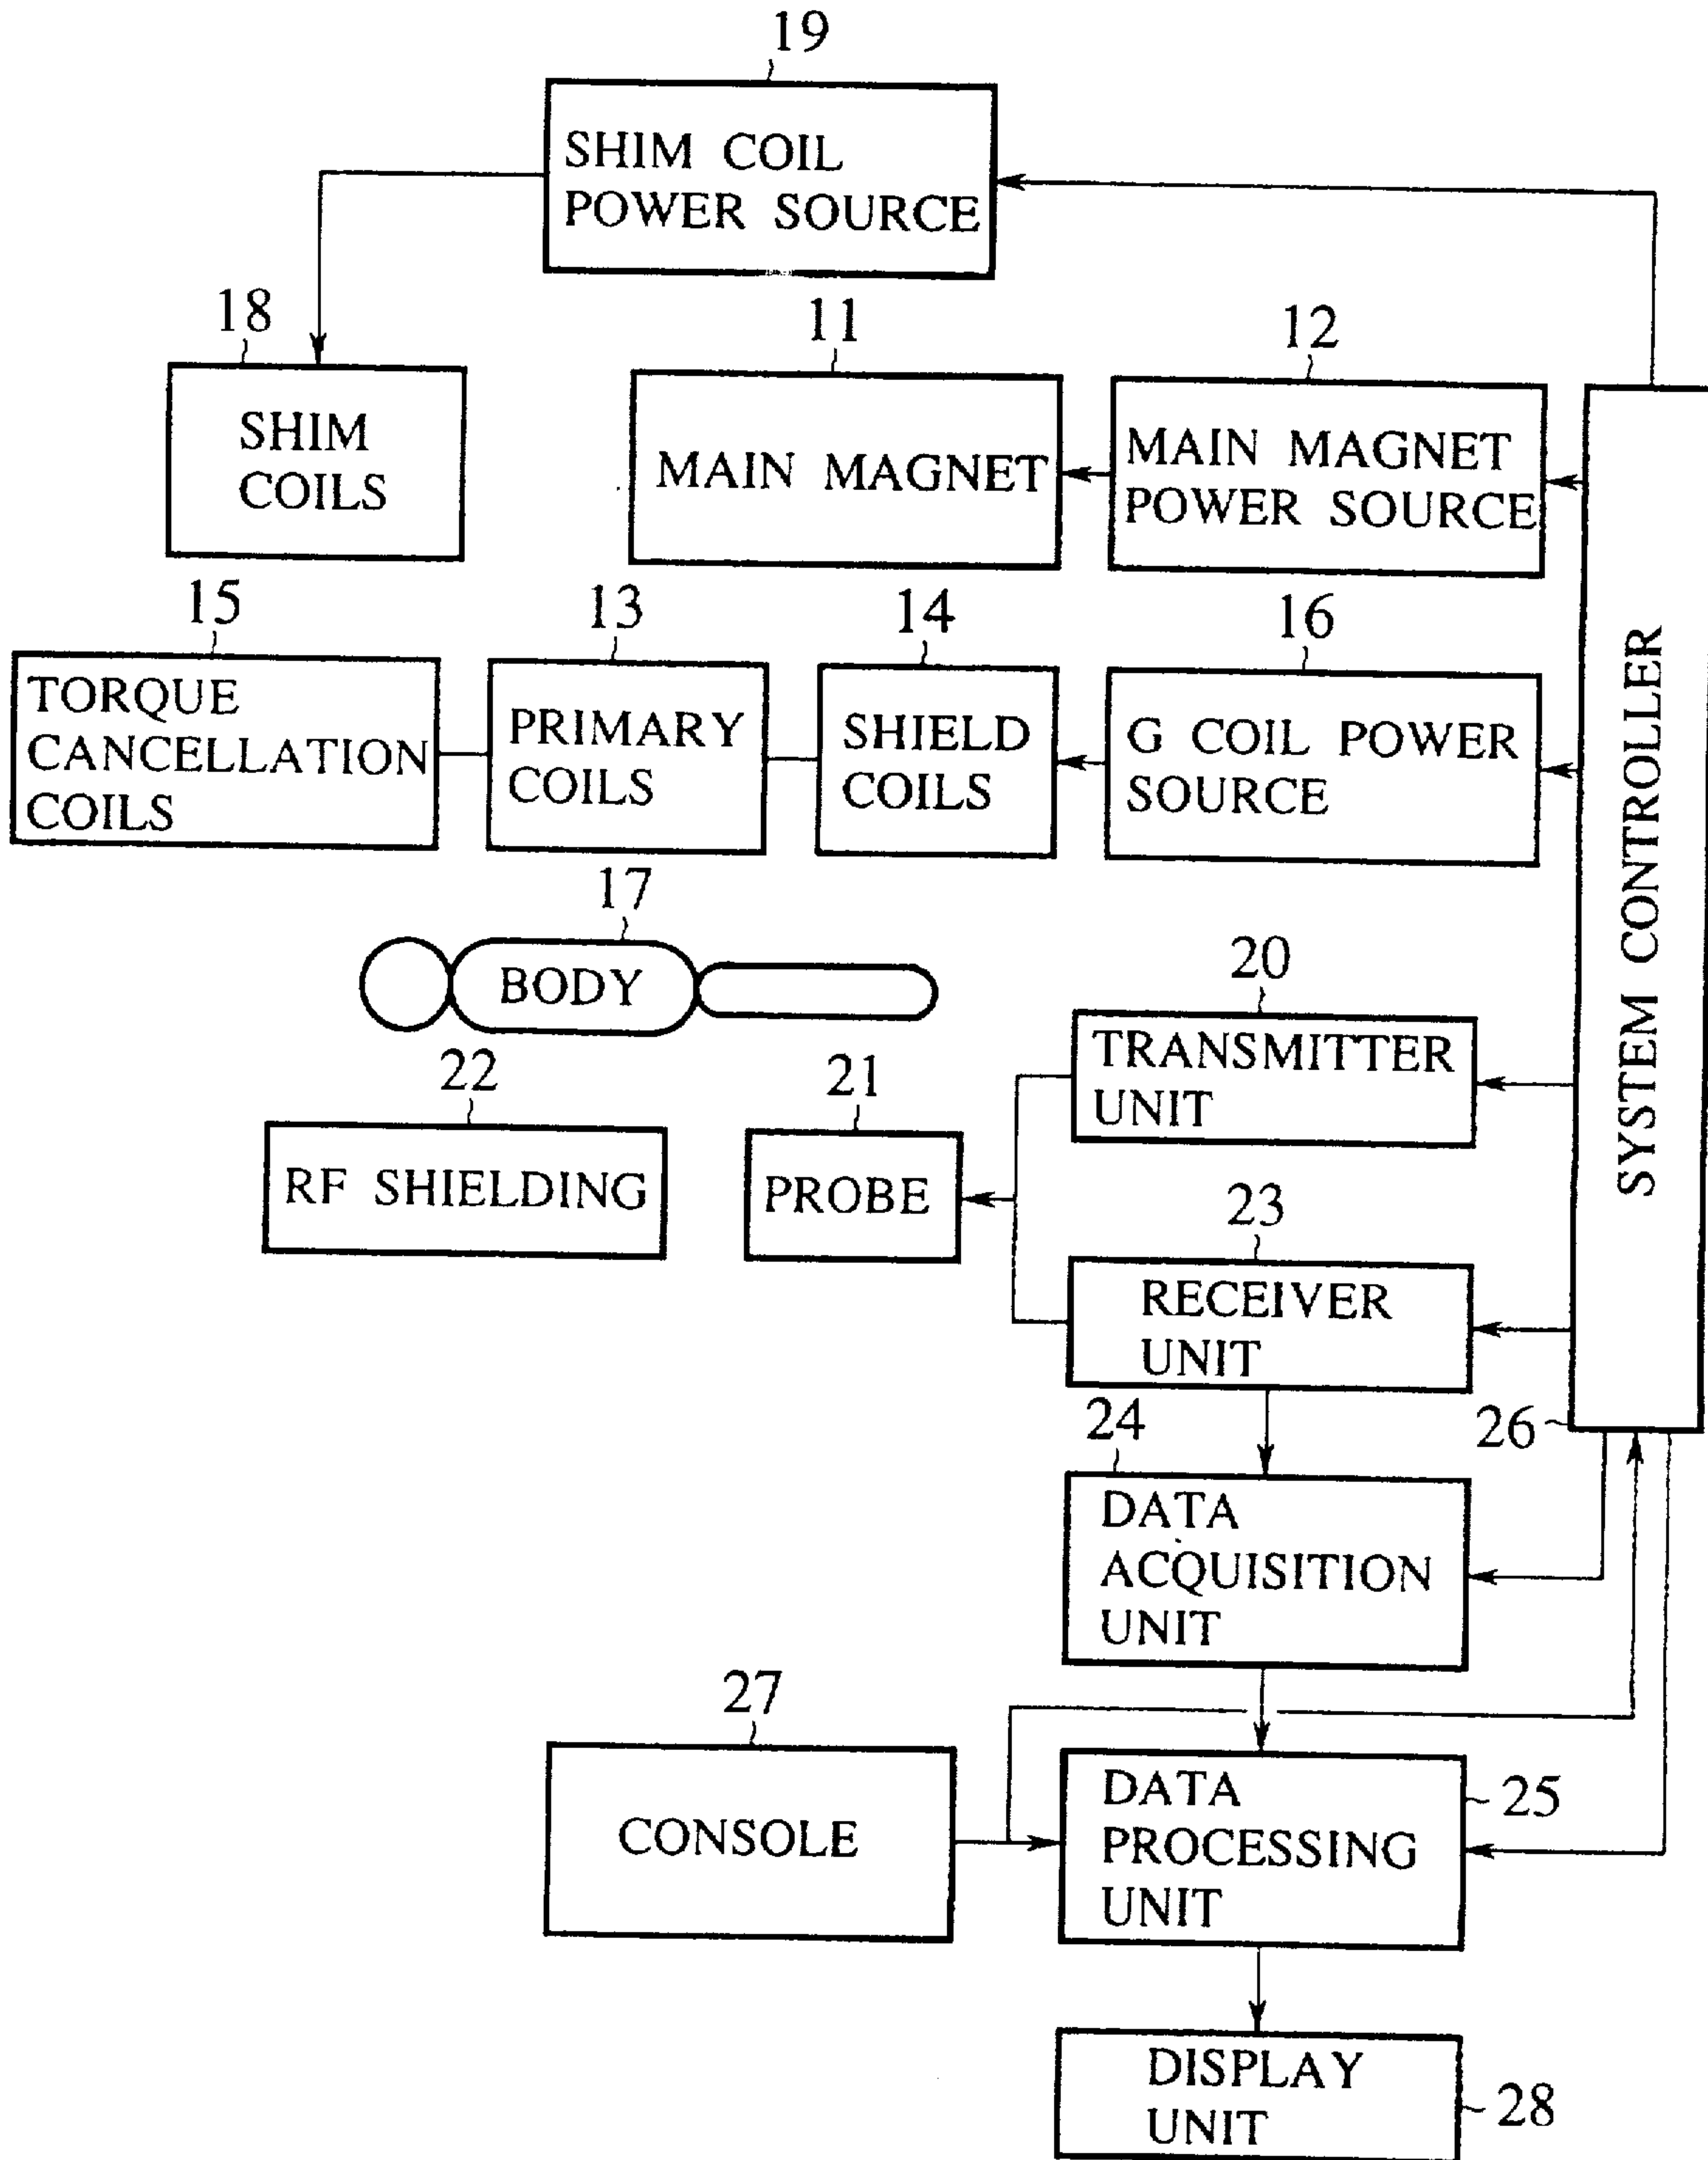 19
SHIM COIL
POWER SOURCE
18
11
12
SHIM
COILS
MAIN MAGNET
MAIN MAGNET
POWER SOURCE
15
13
14
16
TORQUE
CANCELLATION
COILS
PRIMARY
COILS
SHIELD
COILS
G COIL POWER
SOURCE
SYSTEM CONTROLLER
17
BODY
20
TRANSMITTER
UNIT
22
21
RF SHIELDING
PROBE
23
RECEIVER
UNIT
26
24
DATA
ACQUISITION
UNIT
27
CONSOLE
DATA
PROCESSING
UNIT
25
DISPLAY
UNIT
28